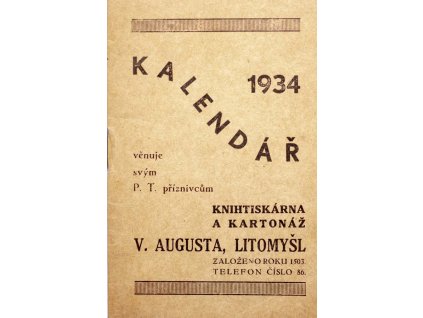 KALENDÁŘ
1934
věnuje
svým
P. T. příznivcům
KNIHTISKÁRNA
A KARTONÁŽ
V. AUGUSTA, LITOMYŠL
ZALOŽENO ROKU 1503.
TELEFON ČÍSLO 86.